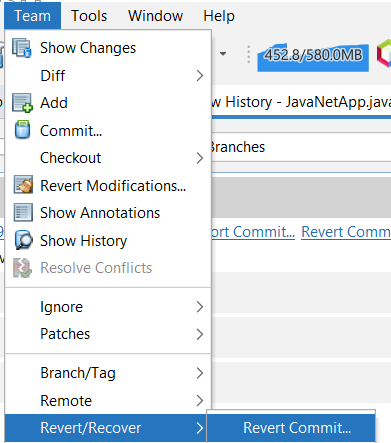 Team Tools Window Help
Show Changes
452.8/580.0MB
Diff
Add
w History - JavaNetApp.java
Commit...
Checkout
Branches
Revert Modifications...
Show Annotations
ort Commit... Revert Comm
Show History
Resolve Conflicts
Ignore
Patches
Branch/Tag
Remote
Revert/Recover
Revert Commit...